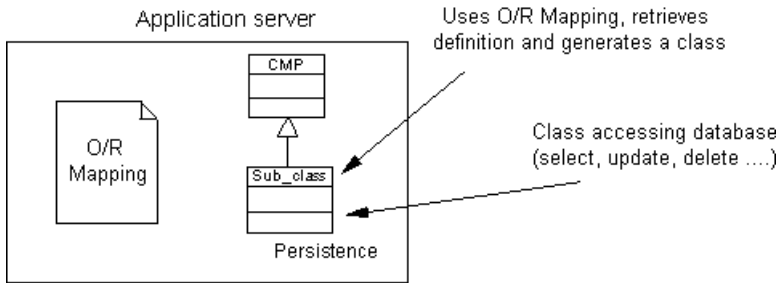 Application server
Uses O/R Mapping, retrieves
definition and generates a class
CMP
O/R
Mapping
Class accessing database
(select, update, delete ....)
Sub_class
Persistence